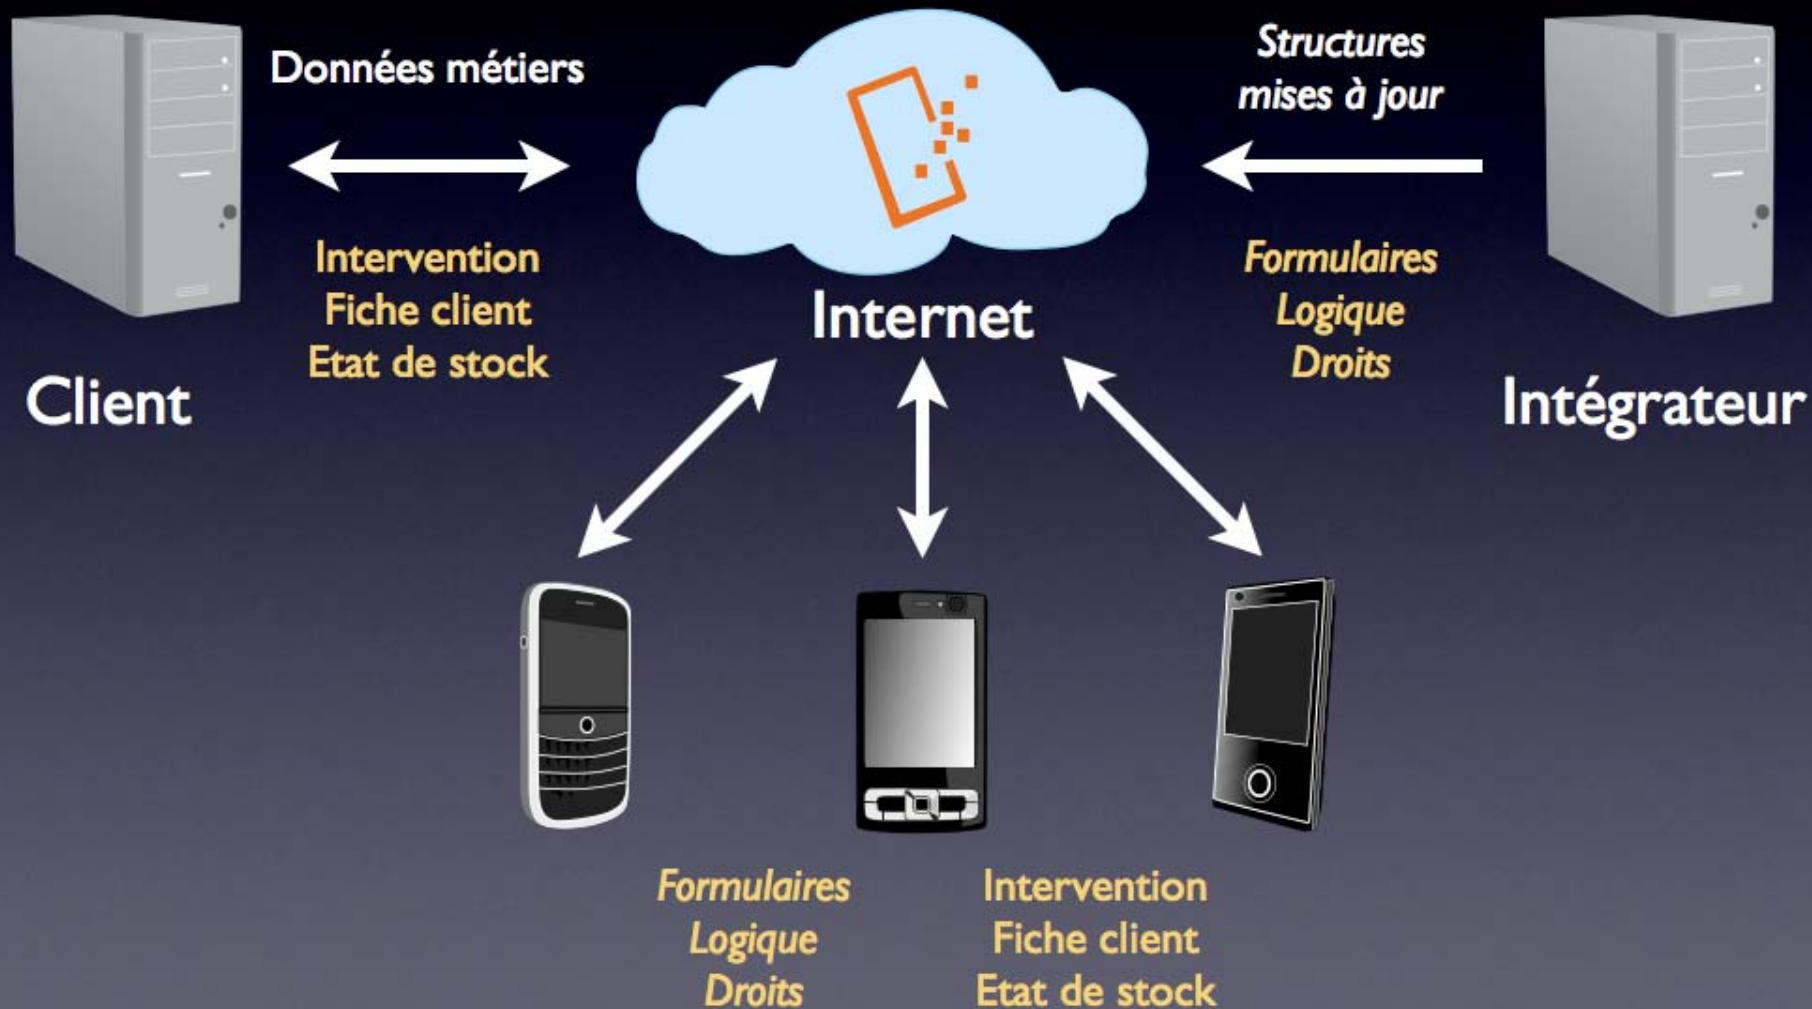 Données métiers
Intervention
Fiche client
Etat de stock
Client
Internet
Structures
mises à jour
Formulaires
Logique
Droits
Intégrateur
Formulaires
Logique
Droits
Intervention
Fiche client
Etat de stock